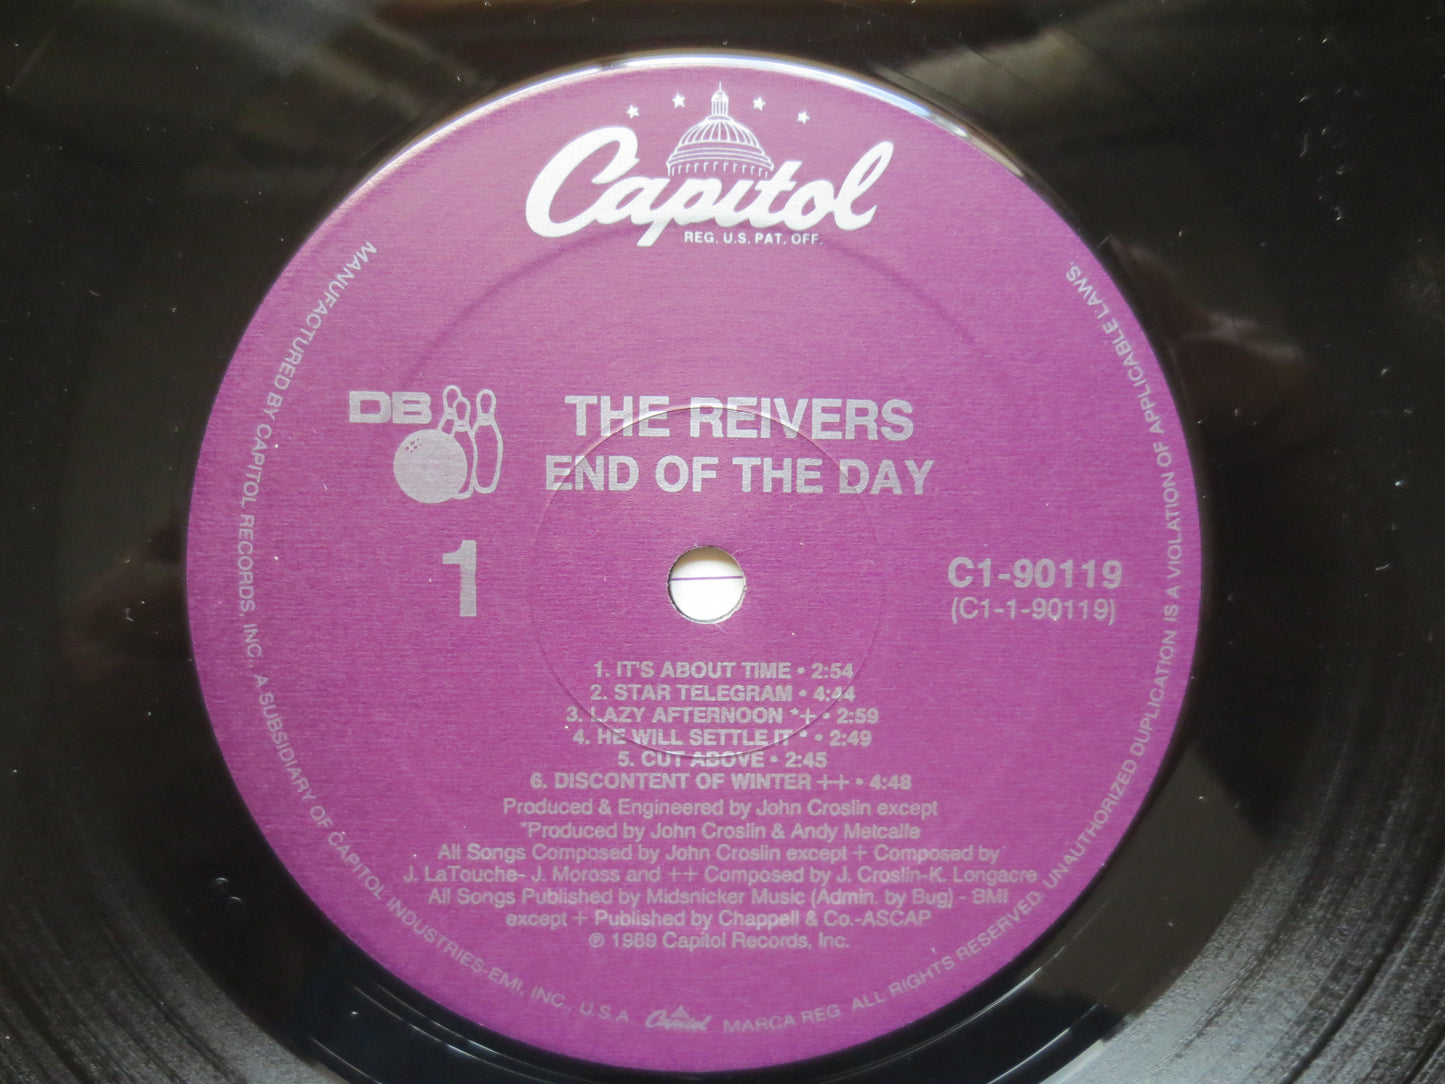 Capitol
REG. U.S. PAT. OFF.
DB
THE REIVERS
END OF THE DAY
1
C1-90119
(C1-1-90119)
1. IT'S ABOUT TIME • 2:54
2. STAR TELEGRAM • 4:44
3. LAZY AFTERNOON *+ • 2:59
4. HE WILL SETTLE IT * • 2:49
5. CUT ABOVE • 2:45
6. DISCONTENT OF WINTER ++ • 4:48
Produced & Engineered by John Croslin except
*Produced by John Croslin & Andy Metcalfe
All Songs Composed by John Croslin except + Composed by
J. LaTouche- J. Moross and ++ Composed by J. Croslin-K. Longacre
All Songs Published by Midsnicker Music (Admin. by Bug) - BMI
except + Published by Chappell & Co.-ASCAP
℗ 1989 Capitol Records, Inc.
MANUFACTURED BY CAPITOL RECORDS, INC., A SUBSIDIARY OF CAPITOL INDUSTRIES-EMI, INC., U.S.A. Capitol MARCA REG. ALL RIGHTS RESERVED. UNAUTHORIZED DUPLICATION IS A VIOLATION OF APPLICABLE LAWS.